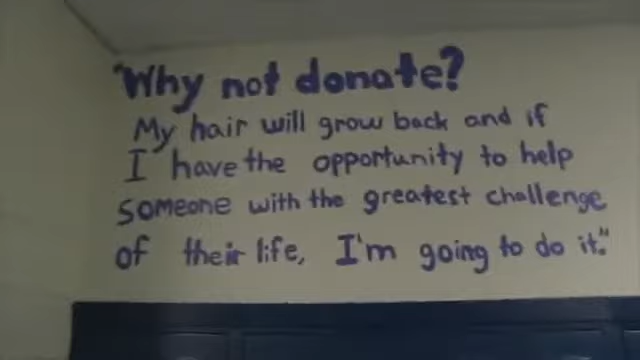 "Why not donate?
My hair will grow back and if
I have the opportunity to help
someone with the greatest challenge
of their life, I'm going to do it."